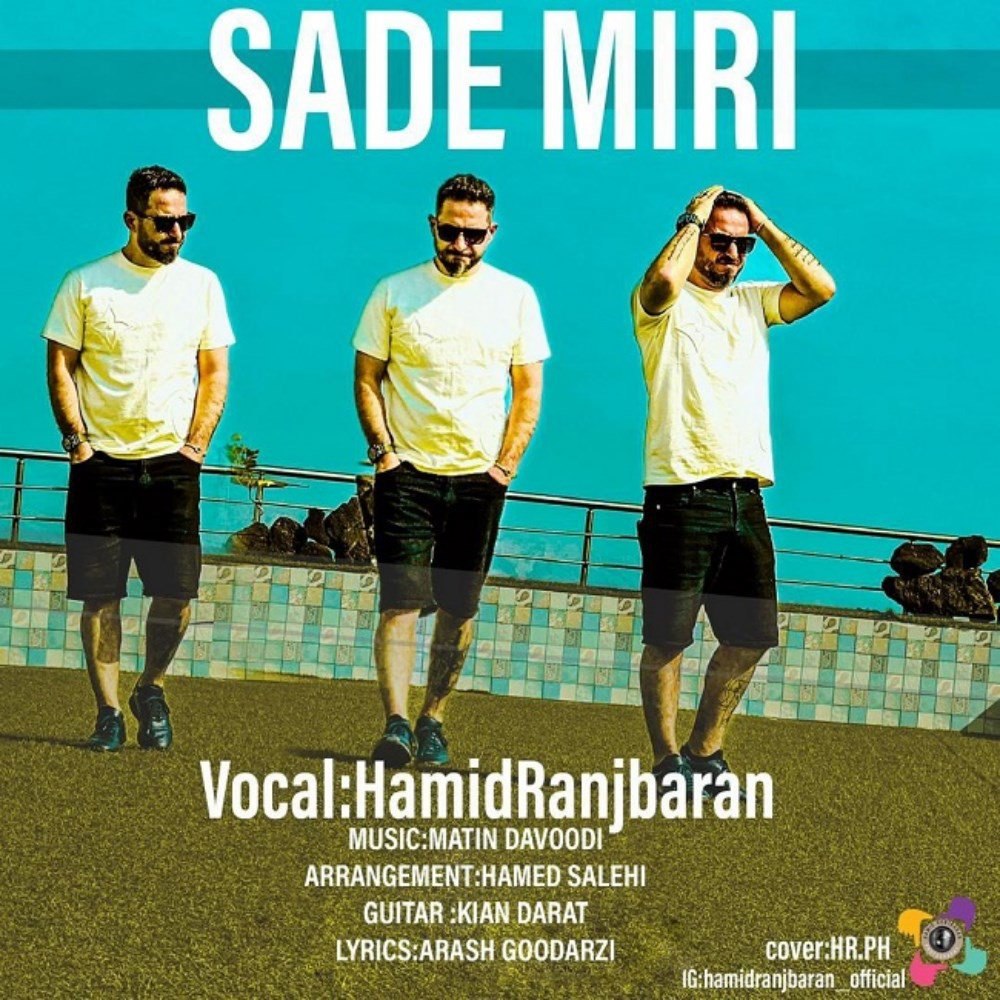 SADE MIRI
Vocal:HamidRanjbaran
MUSIC:MATIN DAVOODI
ARRANGEMENT:HAMED SALEHI
GUITAR :KIAN DARAT
LYRICS:ARASH GOODARZI
cover:HR.PH
IG:hamidranjbaran_official